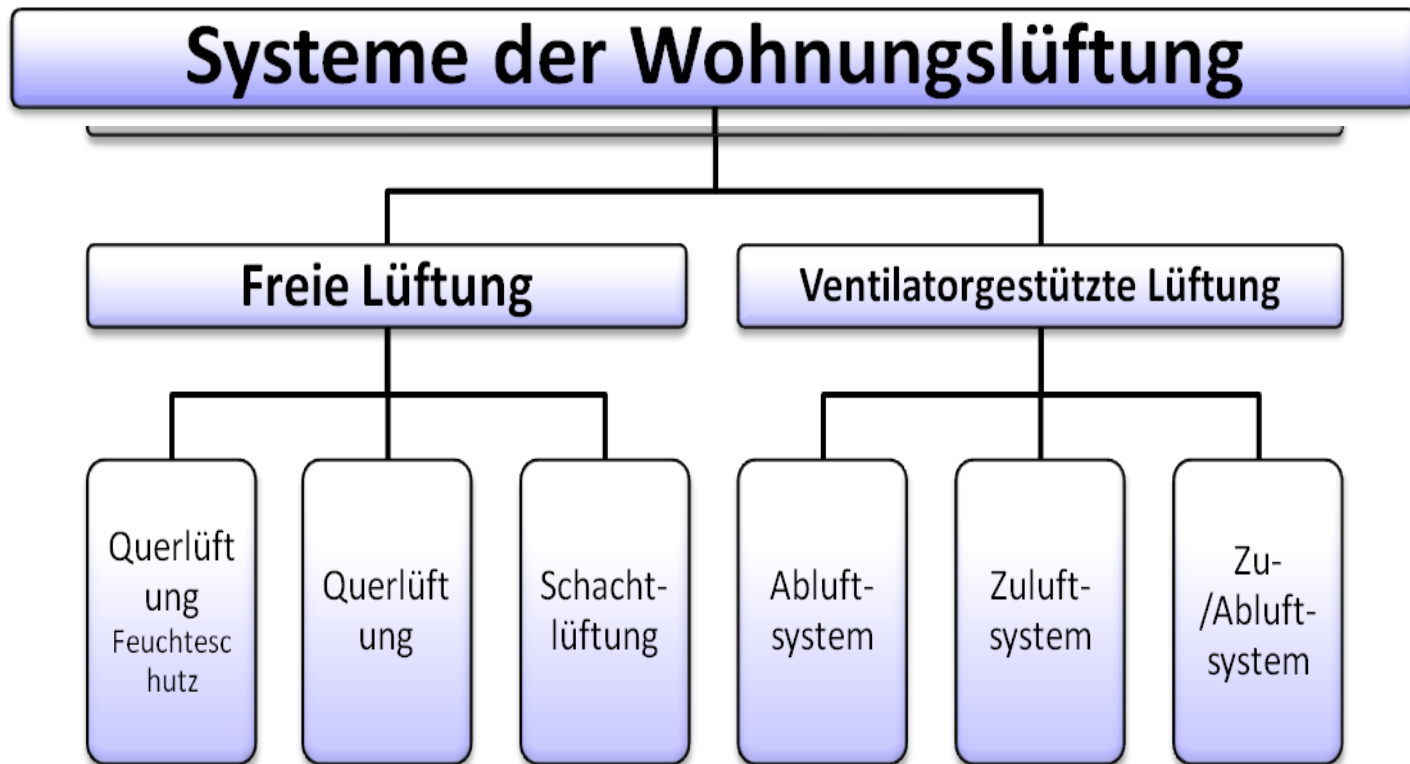 Systeme der Wohnungslüftung
Freie Lüftung
Ventilatorgestützte Lüftung
Querlüft
ung
Feuchtesc
hutz
Querlüft
ung
Schacht-
lüftung
Abluft-
system
Zuluft-
system
Zu-
/Abluft-
system